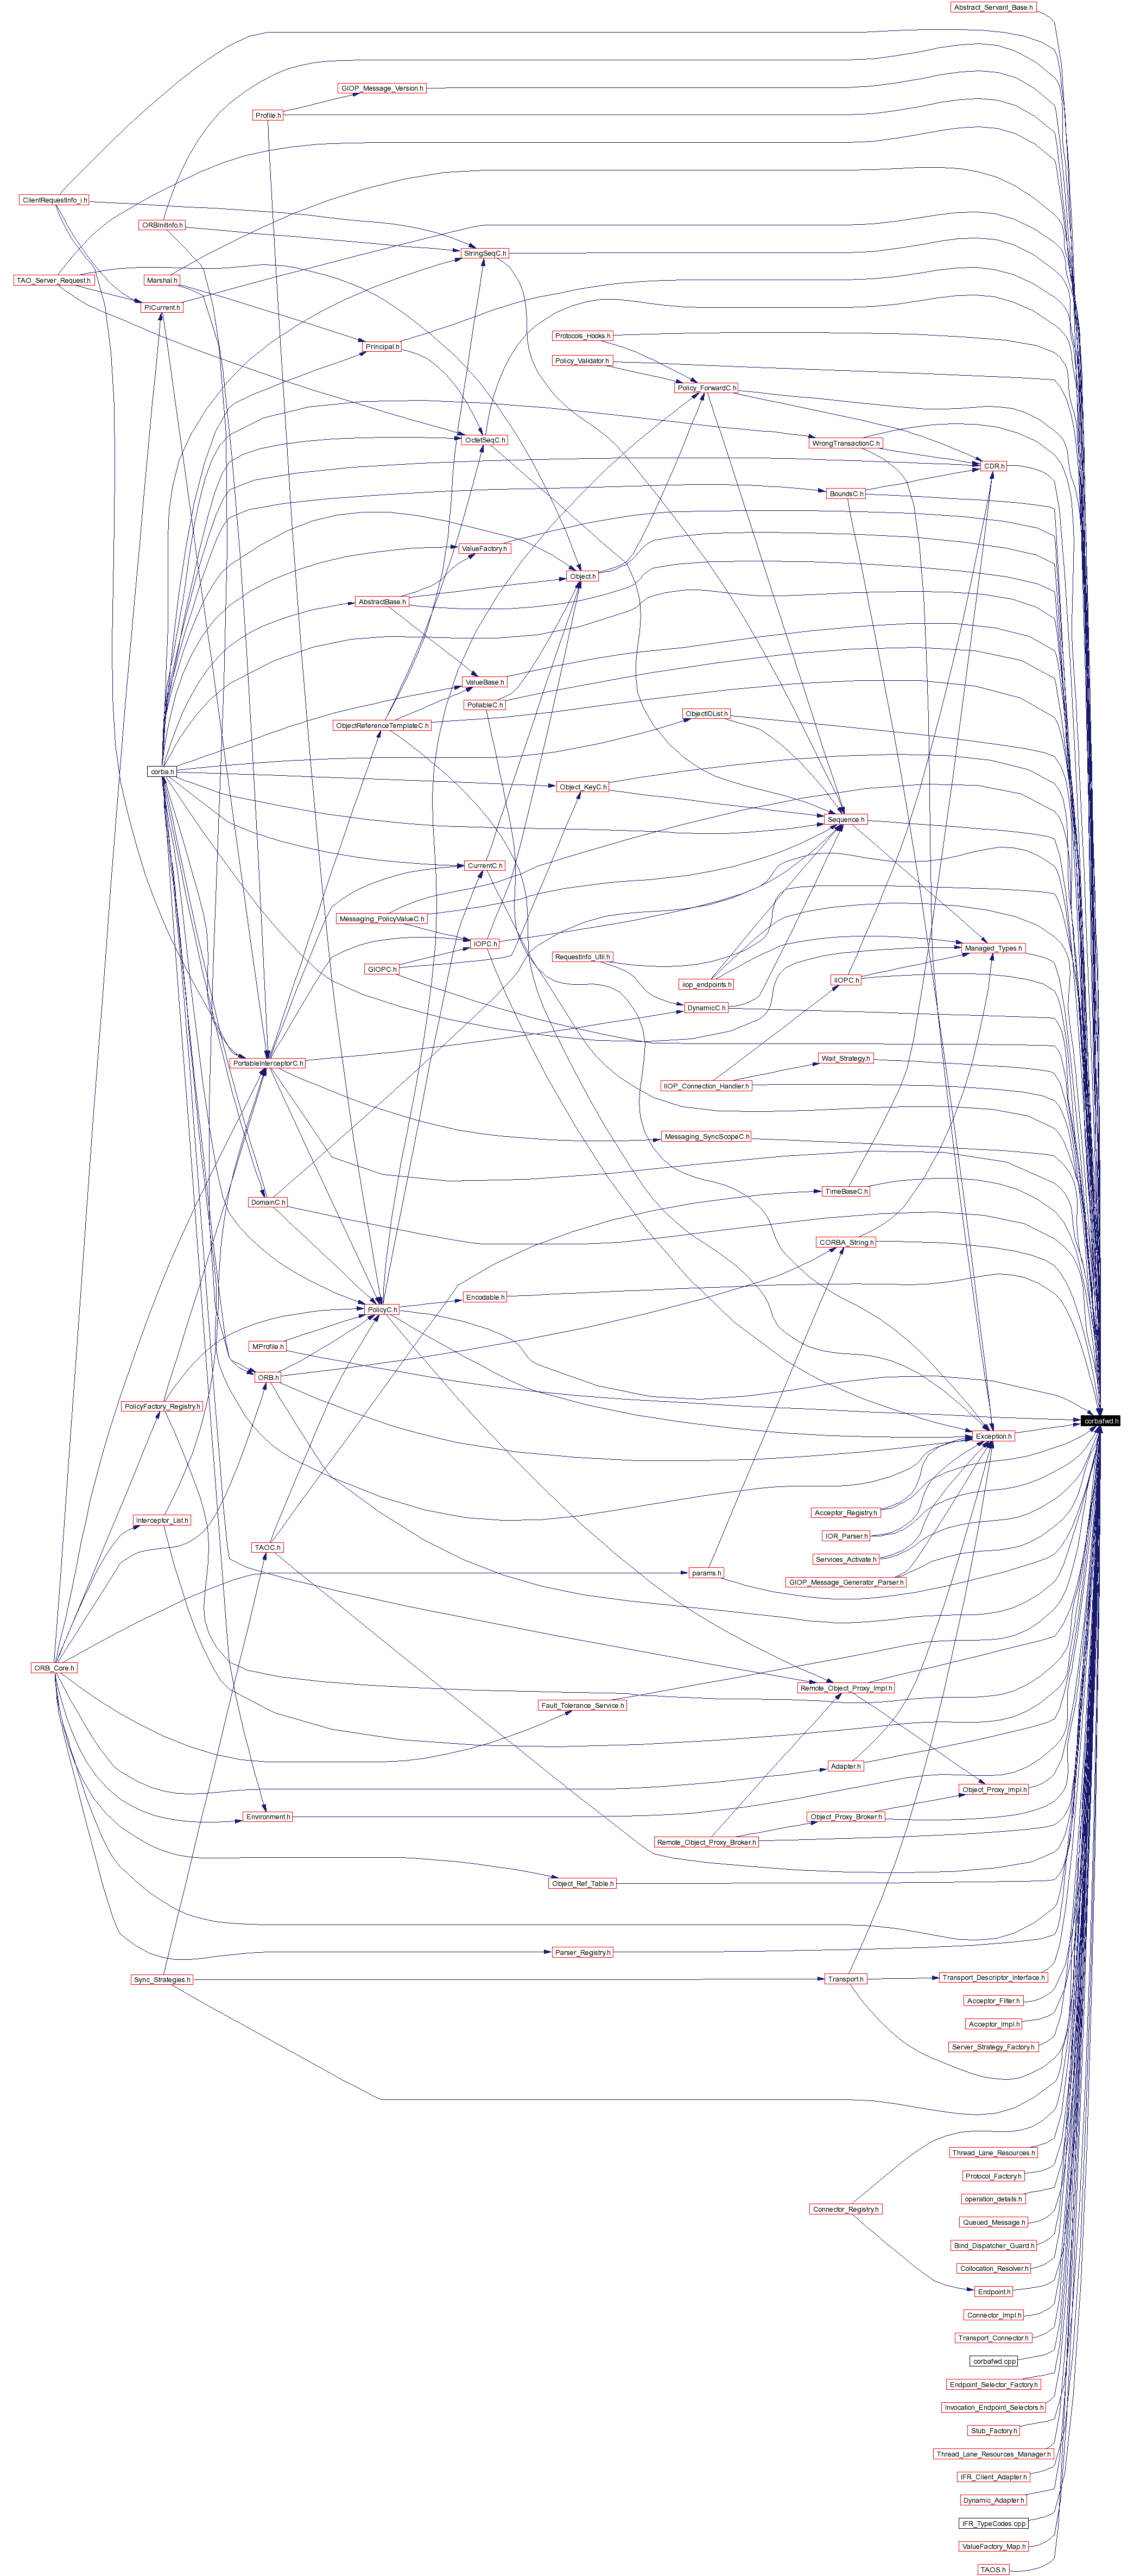 Abstract_Servant_Base.h
GIOP_Message_Version.h
Profile.h
ClientRequestInfo_i.h
ORBInitInfo.h
StringSeqC.h
TAO_Server_Request.h
Marshal.h
PICurrent.h
Protocols_Hooks.h
Principal.h
Policy_Validator.h
Policy_ForwardC.h
OctetSeqC.h
WrongTransactionC.h
CDR.h
BoundsC.h
ValueFactory.h
Object.h
AbstractBase.h
ValueBase.h
PollableC.h
ObjectIDList.h
ObjectReferenceTemplateC.h
corba.h
Object_KeyC.h
Sequence.h
CurrentC.h
Messaging_PolicyValueC.h
IOPC.h
Managed_Types.h
RequestInfo_Util.h
GIOPC.h
IIOPC.h
iiop_endpoints.h
DynamicC.h
Wait_Strategy.h
PortableInterceptorC.h
IIOP_Connection_Handler.h
Messaging_SyncScopeC.h
TimeBaseC.h
DomainC.h
CORBA_String.h
Encodable.h
PolicyC.h
MProfile.h
ORB.h
PolicyFactory_Registry.h
corbafwd.h
Exception.h
Acceptor_Registry.h
Interceptor_List.h
IOR_Parser.h
TAOC.h
Services_Activate.h
params.h
GIOP_Message_Generator_Parser.h
ORB_Core.h
Remote_Object_Proxy_Impl.h
Fault_Tolerance_Service.h
Adapter.h
Object_Proxy_Impl.h
Environment.h
Object_Proxy_Broker.h
Remote_Object_Proxy_Broker.h
Object_Ref_Table.h
Parser_Registry.h
Sync_Strategies.h
Transport.h
Transport_Descriptor_Interface.h
Acceptor_Filter.h
Acceptor_Impl.h
Server_Strategy_Factory.h
Thread_Lane_Resources.h
Protocol_Factory.h
operation_details.h
Connector_Registry.h
Queued_Message.h
Bind_Dispatcher_Guard.h
Collocation_Resolver.h
Endpoint.h
Connector_Impl.h
Transport_Connector.h
corbafwd.cpp
Endpoint_Selector_Factory.h
Invocation_Endpoint_Selectors.h
Stub_Factory.h
Thread_Lane_Resources_Manager.h
IFR_Client_Adapter.h
Dynamic_Adapter.h
IFR_TypeCodes.cpp
ValueFactory_Map.h
TAOS.h